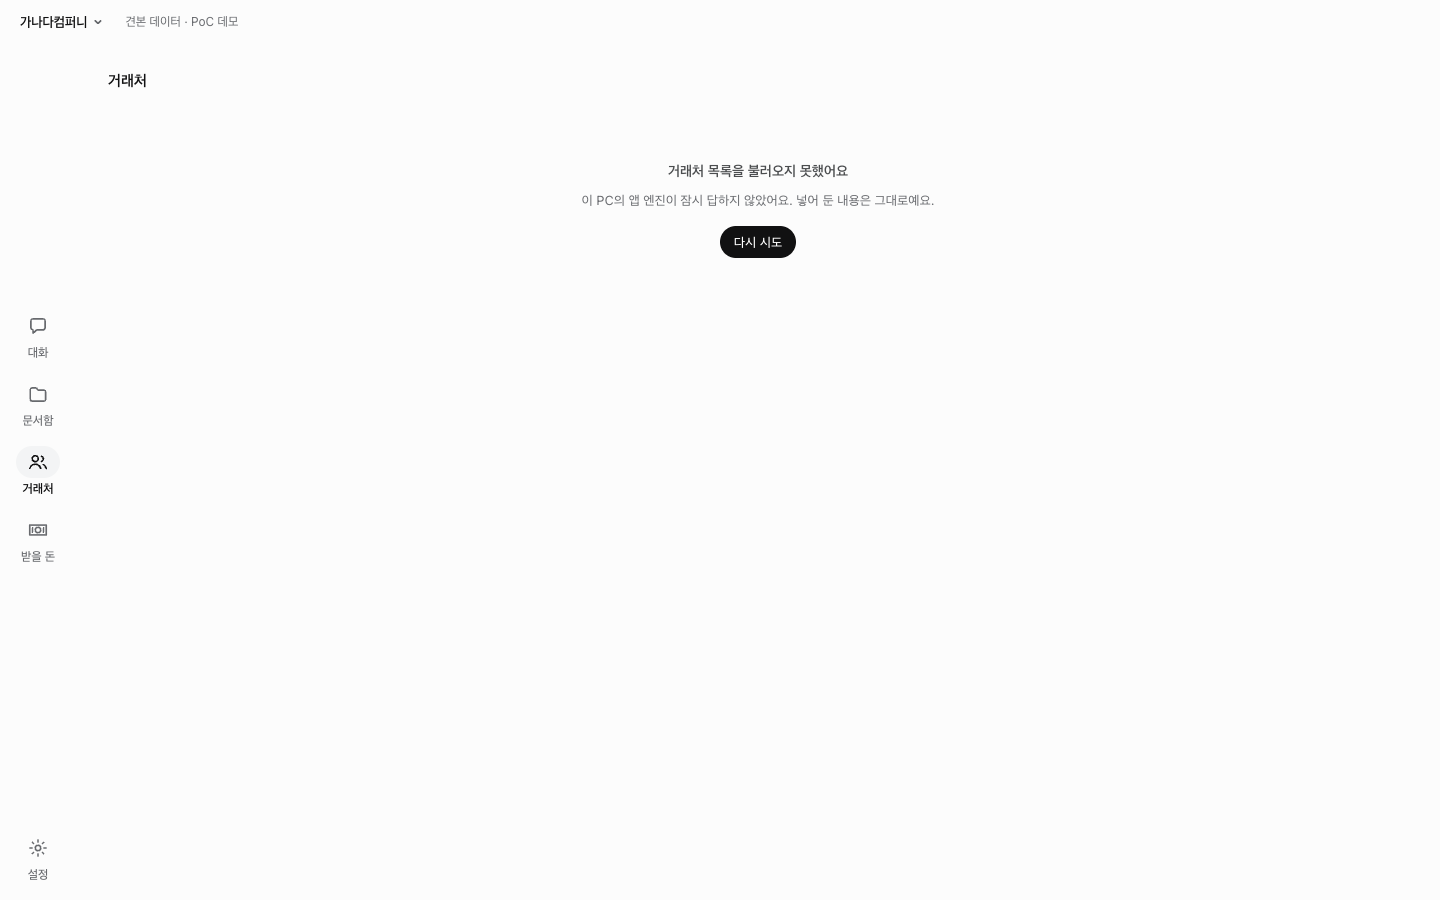 가나다컴퍼니
견본 데이터 · PoC 데모
거래처
거래처 목록을 불러오지 못했어요
이 PC의 앱 엔진이 잠시 답하지 않았어요. 넣어 둔 내용은 그대로예요.
다시 시도
대화
문서함
거래처
받을 돈
설정